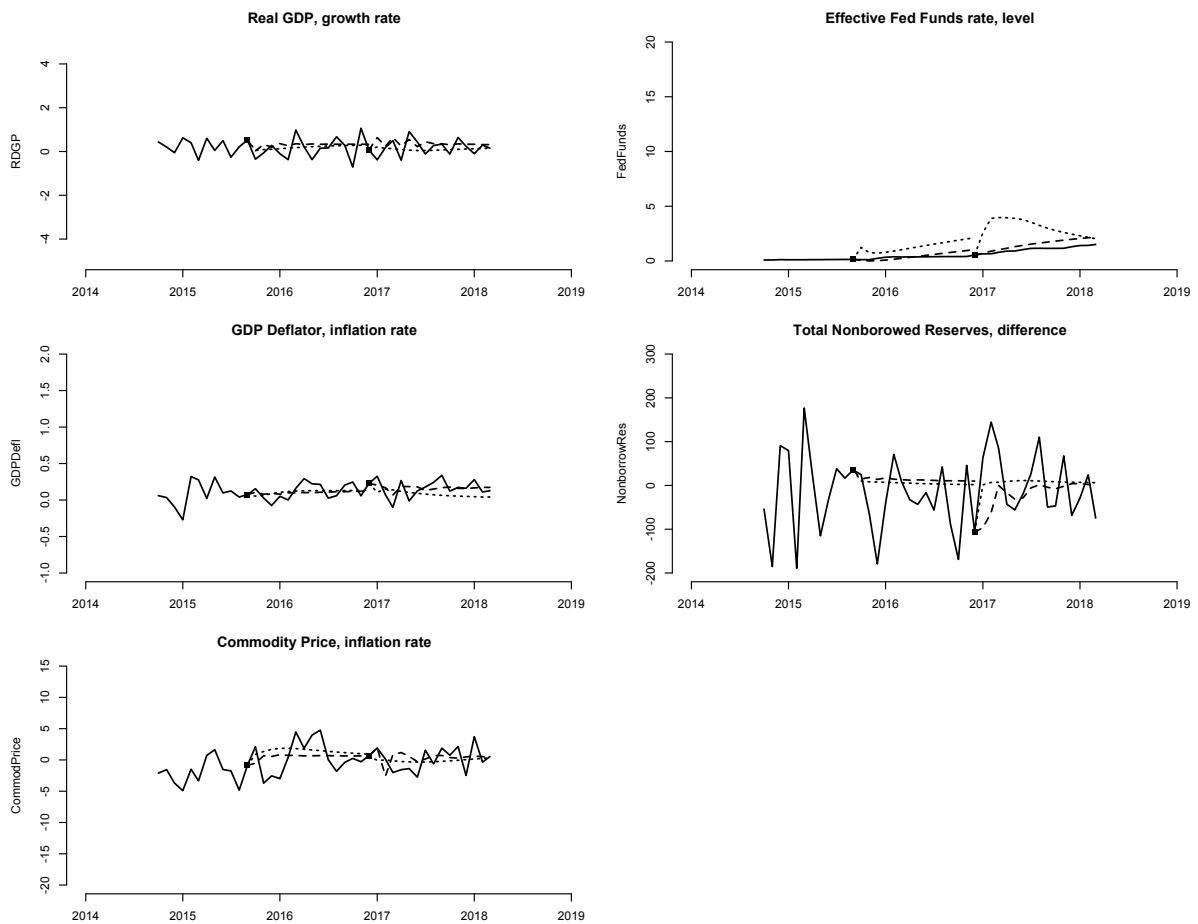 Real GDP, growth rate
RDGP
4
2
0
-2
-4
2014 2015 2016 2017 2018 2019
Effective Fed Funds rate, level
FedFunds
20
15
10
5
0
2014 2015 2016 2017 2018 2019
GDP Deflator, inflation rate
GDPDefl
2.0
1.5
1.0
0.5
0.0
-0.5
-1.0
2014 2015 2016 2017 2018 2019
Total Nonborowed Reserves, difference
NonborrowRes
300
200
100
0
-100
-200
2014 2015 2016 2017 2018 2019
Commodity Price, inflation rate
CommodPrice
15
10
5
0
-5
-10
-15
-20
2014 2015 2016 2017 2018 2019